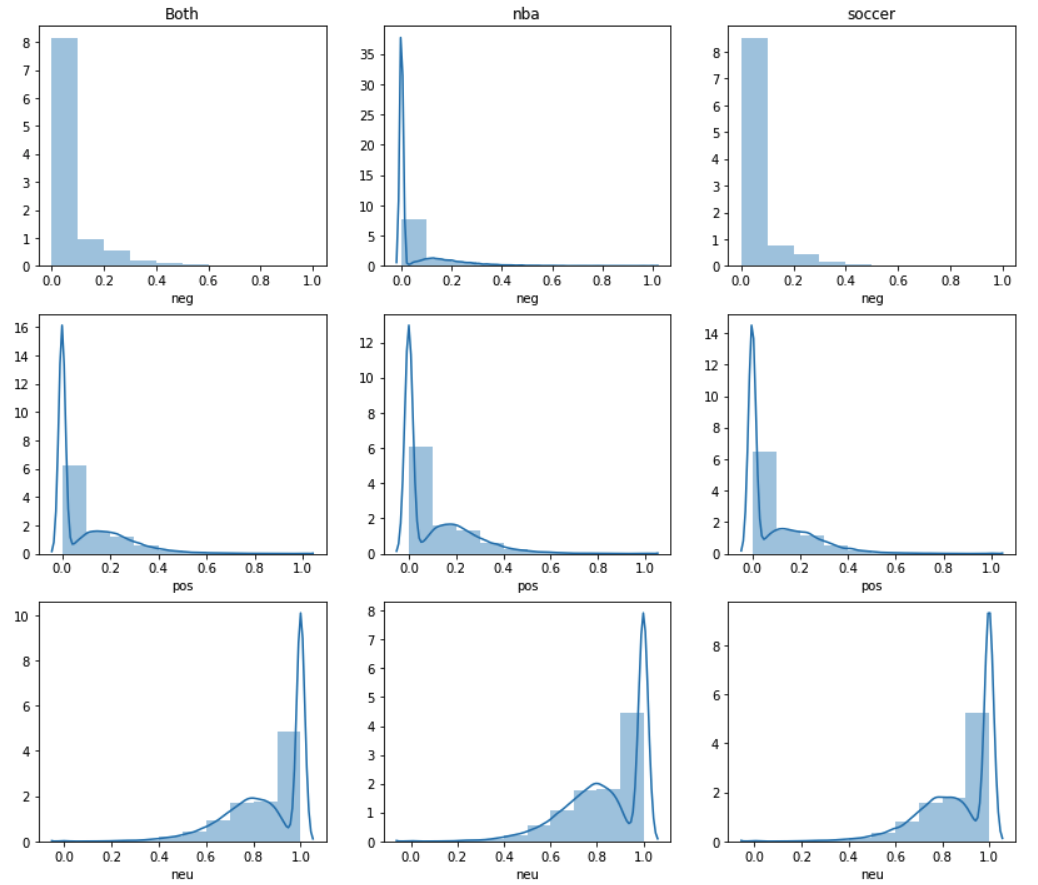 Both nba soccer
8 7 6 5 4 3 2 1 0
35 30 25 20 15 10 5 0
8 7 6 5 4 3 2 1 0
0.0 0.2 0.4 0.6 0.8 1.0 0.0 0.2 0.4 0.6 0.8 1.0 0.0 0.2 0.4 0.6 0.8 1.0
neg neg neg
16 14 12 10 8 6 4 2 0
12 10 8 6 4 2 0
14 12 10 8 6 4 2 0
0.0 0.2 0.4 0.6 0.8 1.0 0.0 0.2 0.4 0.6 0.8 1.0 0.0 0.2 0.4 0.6 0.8 1.0
pos pos pos
10 8 6 4 2 0
8 7 6 5 4 3 2 1 0
8 6 4 2 0
0.0 0.2 0.4 0.6 0.8 1.0 0.0 0.2 0.4 0.6 0.8 1.0 0.0 0.2 0.4 0.6 0.8 1.0
neu neu neu